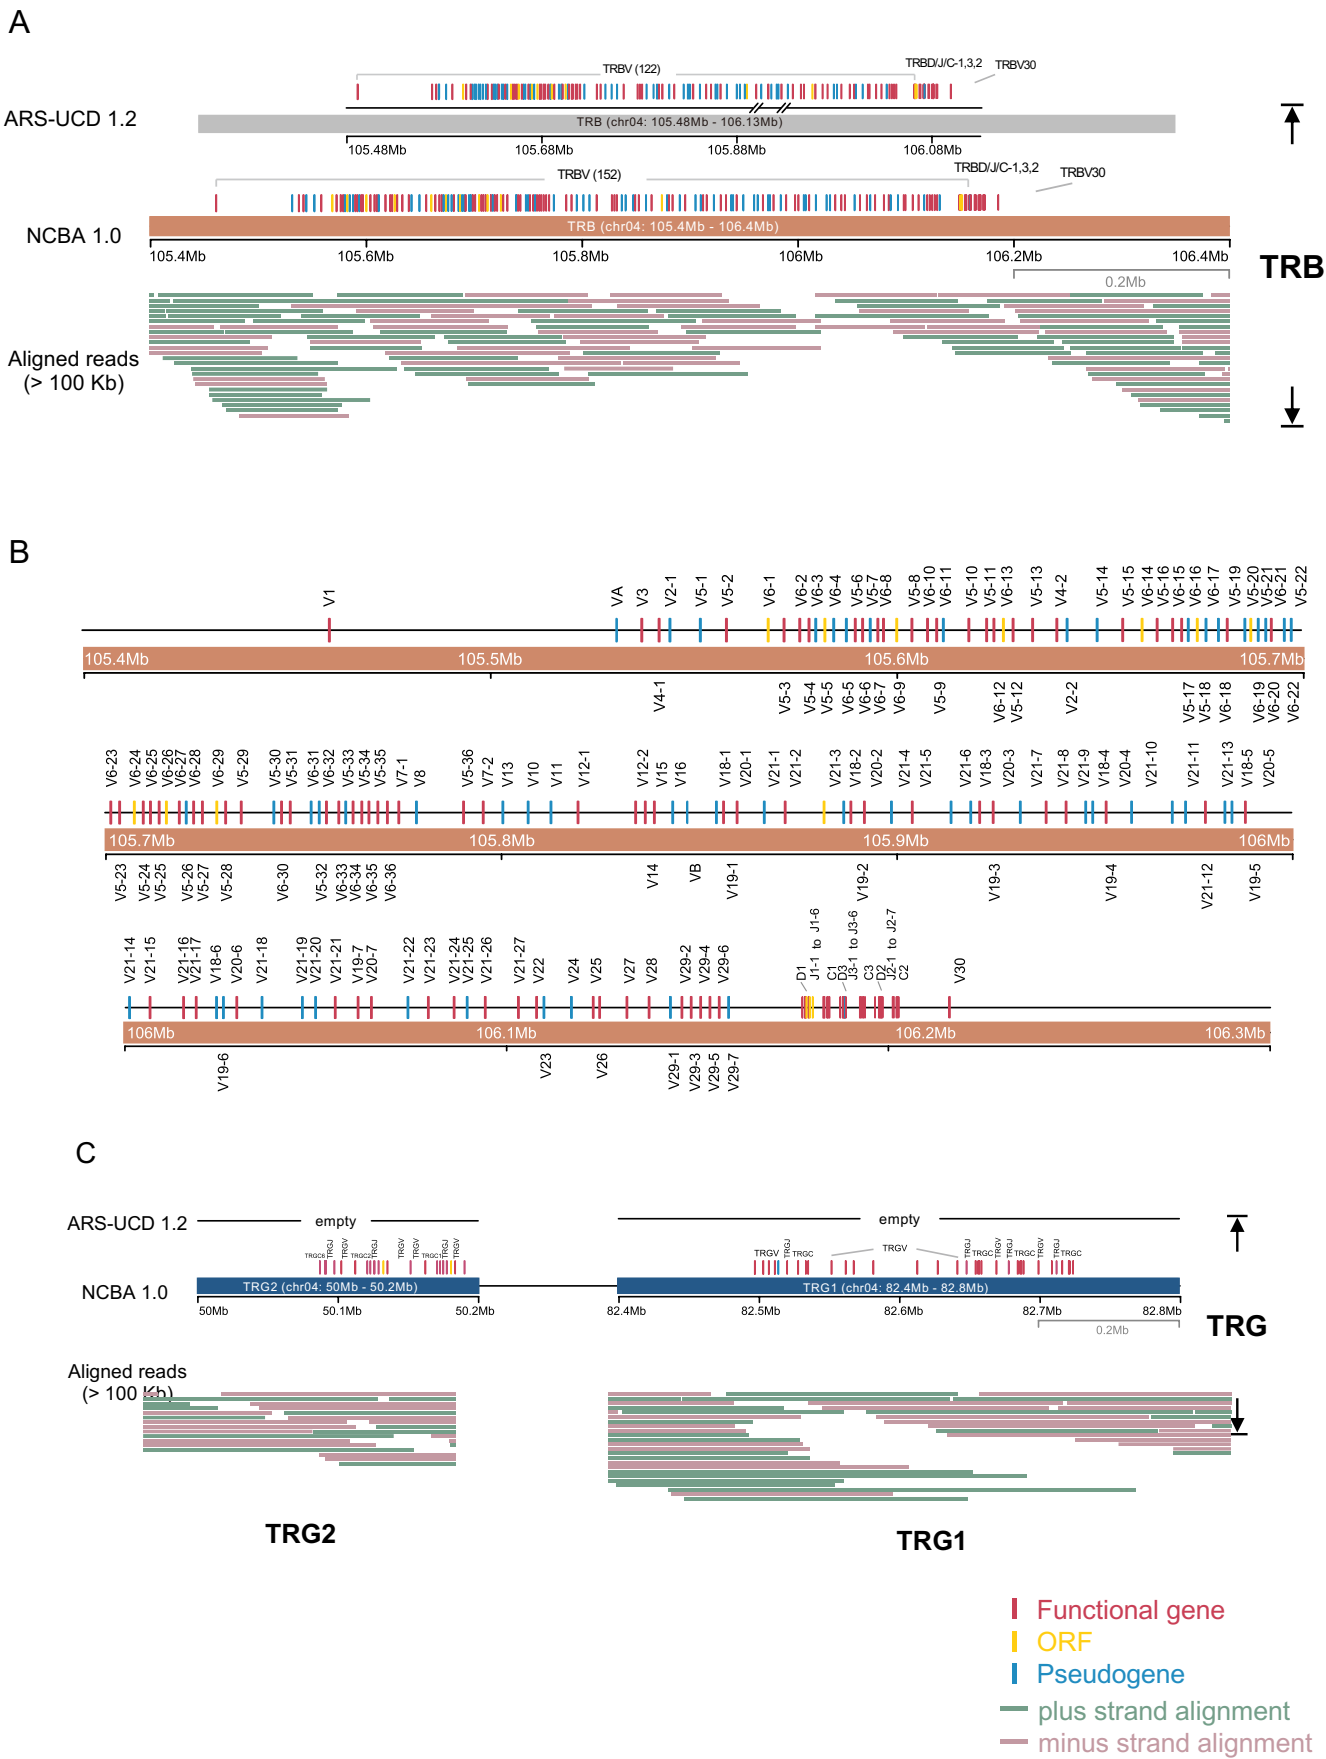 A
TRBV (122)
TRBD/J/C-1,3,2
TRBV30
ARS-UCD 1.2
TRB (chr04: 105.48Mb - 106.13Mb)
105.48Mb 105.68Mb 105.88Mb 106.08Mb
TRBV (152)
TRBD/J/C-1,3,2
TRBV30
NCBA 1.0
TRB (chr04: 105.4Mb - 106.4Mb)
105.4Mb 105.6Mb 105.8Mb 106Mb 106.2Mb 106.4Mb
TRB
0.2Mb
Aligned reads
(> 100 Kb)
B
V1 VA V3 V2-1 V5-1 V5-2 V6-1 V6-2 V6-3 V6-4 V5-6 V5-7 V6-8 V5-8 V6-10 V6-11 V5-10 V5-11 V6-13 V5-13 V4-2 V5-14 V5-15 V6-14 V5-16 V6-15 V6-16 V6-17 V5-19 V5-20 V5-21 V6-21 V5-22
105.4Mb 105.5Mb 105.6Mb 105.7Mb
V4-1 V5-3 V5-4 V5-5 V6-5 V6-6 V6-7 V6-9 V5-9 V6-12 V5-12 V2-2 V5-17 V5-18 V6-18 V6-19 V6-20 V6-22
V6-23 V6-24 V6-25 V6-26 V6-27 V6-28 V6-29 V5-29 V5-30 V5-31 V6-31 V6-32 V5-33 V5-34 V5-35 V7-1 V8 V5-36 V7-2 V13 V10 V11 V12-1 V12-2 V15 V16 V18-1 V20-1 V21-1 V21-2 V21-3 V18-2 V20-2 V21-4 V21-5 V21-6 V18-3 V20-3 V21-7 V21-8 V21-9 V18-4 V20-4 V21-10 V21-11 V21-13 V18-5 V20-5
105.7Mb 105.8Mb 105.9Mb 106Mb
V5-23 V5-24 V5-25 V5-26 V5-27 V5-28 V6-30 V5-32 V6-33 V6-34 V6-35 V6-36 V14 VB V19-1 V19-2 V19-3 V19-4 V21-12 V19-5
V21-14 V21-15 V21-16 V21-17 V18-6 V20-6 V21-18 V21-19 V21-20 V21-21 V19-7 V20-7 V21-22 V21-23 V21-24 V21-25 V21-26 V21-27 V22 V24 V25 V27 V28 V29-2 V29-4 V29-6 D1 J1-1 to J1-6 C1 D3 J3-1 to J3-6 C3 D2 J2-1 to J2-7 C2 V30
106Mb 106.1Mb 106.2Mb 106.3Mb
V19-6 V23 V26 V29-1 V29-3 V29-5 V29-7
C
ARS-UCD 1.2 empty empty
TRGC6 TRGJ TRGV TRGC2 TRGJ TRGV TRGV TRGC1 TRGJ TRGV TRGV TRGJ TRGC TRGV TRGJ TRGC TRGV TRGJ TRGC TRGV TRGJ TRGC
NCBA 1.0
TRG2 (chr04: 50Mb - 50.2Mb) TRG1 (chr04: 82.4Mb - 82.8Mb)
50Mb 50.1Mb 50.2Mb 82.4Mb 82.5Mb 82.6Mb 82.7Mb 82.8Mb
TRG
0.2Mb
Aligned reads
(> 100 Kb)
TRG2
TRG1
Functional gene
ORF
Pseudogene
plus strand alignment
minus strand alignment